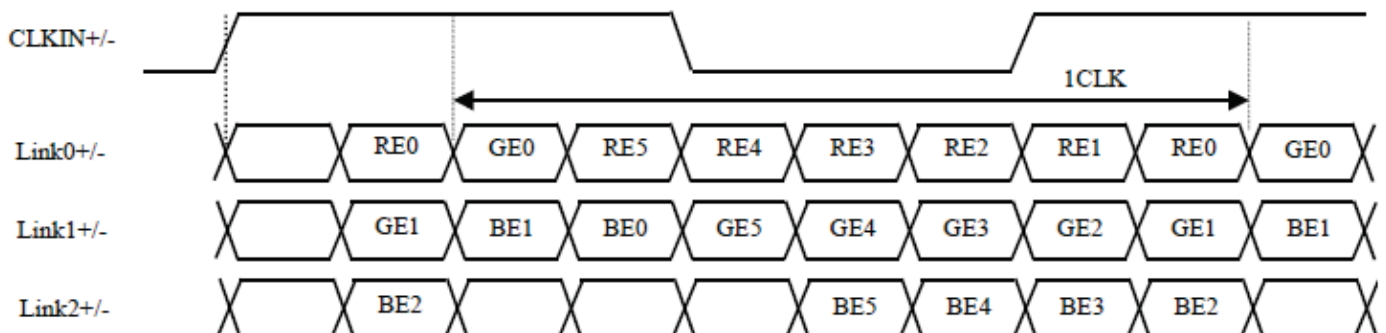 CLKIN+/-
1CLK
Link0+/- RE0 GE0 RE5 RE4 RE3 RE2 RE1 RE0 GE0
Link1+/- GE1 BE1 BE0 GE5 GE4 GE3 GE2 GE1 BE1
Link2+/- BE2 BE5 BE4 BE3 BE2